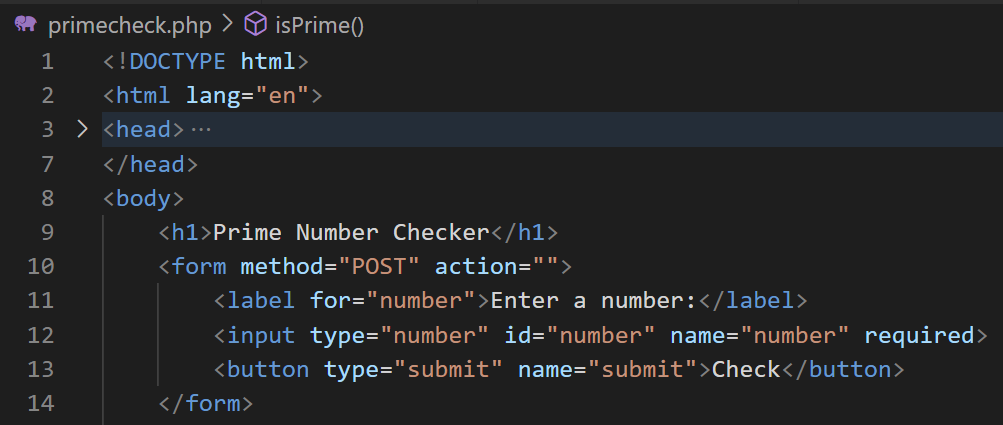 primecheck.php > isPrime()
1 <!DOCTYPE html>
2 <html lang="en">
3 > <head>···
7 </head>
8 <body>
9 <h1>Prime Number Checker</h1>
10 <form method="POST" action="">
11 <label for="number">Enter a number:</label>
12 <input type="number" id="number" name="number" required>
13 <button type="submit" name="submit">Check</button>
14 </form>